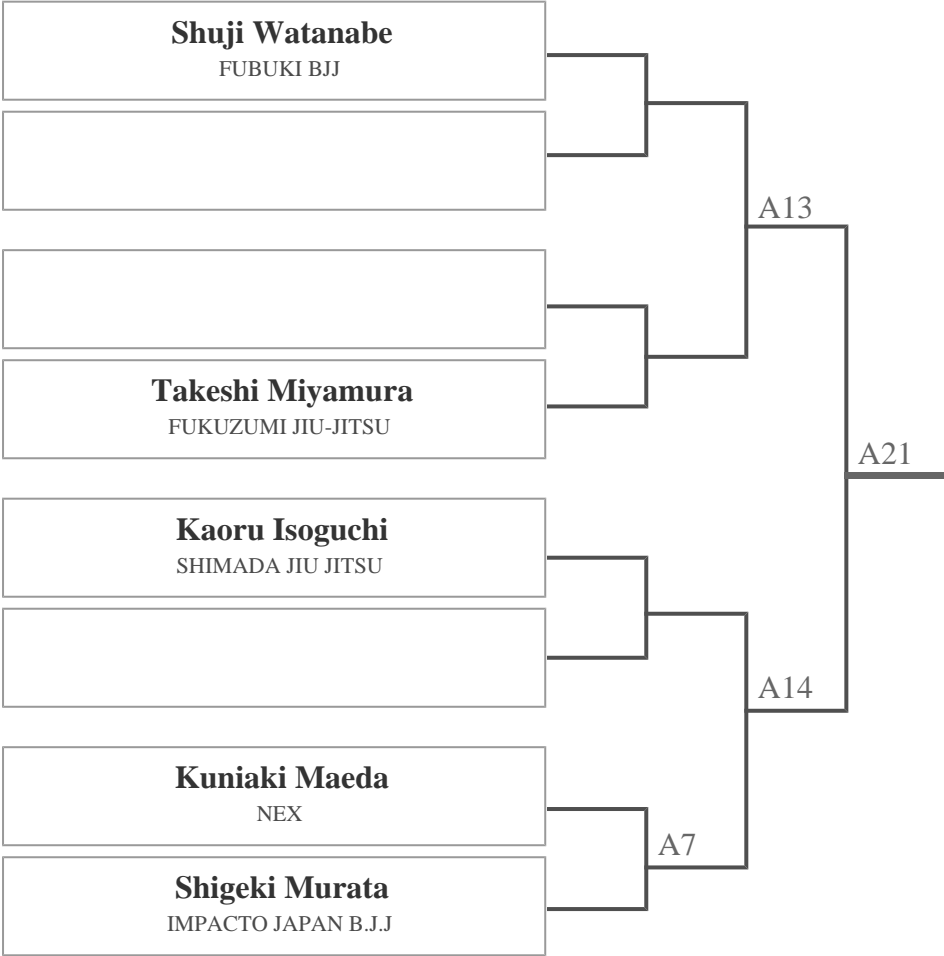 Shuji Watanabe
FUBUKI BJJ
A13
Takeshi Miyamura
FUKUZUMI JIU-JITSU
A21
Kaoru Isoguchi
SHIMADA JIU JITSU
A14
Kuniaki Maeda
NEX
A7
Shigeki Murata
IMPACTO JAPAN B.J.J